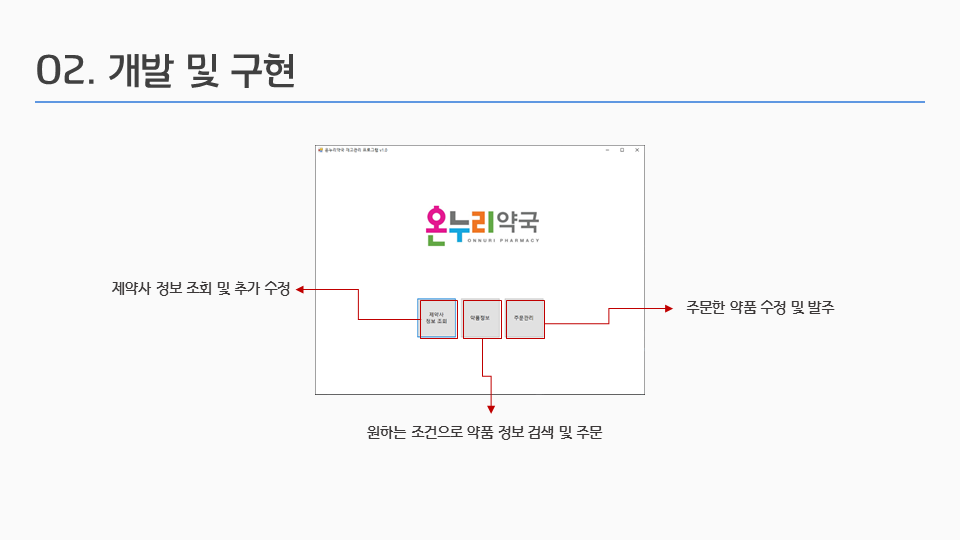 02. 개발 및 구현
온누리약국 재고관리 프로그램 v1.0
온누리약국
ONNURI PHARMACY
제약사 정보 조회 및 추가 수정
주문한 약품 수정 및 발주
제약사
정보 조회
약품정보
주문관리
원하는 조건으로 약품 정보 검색 및 주문